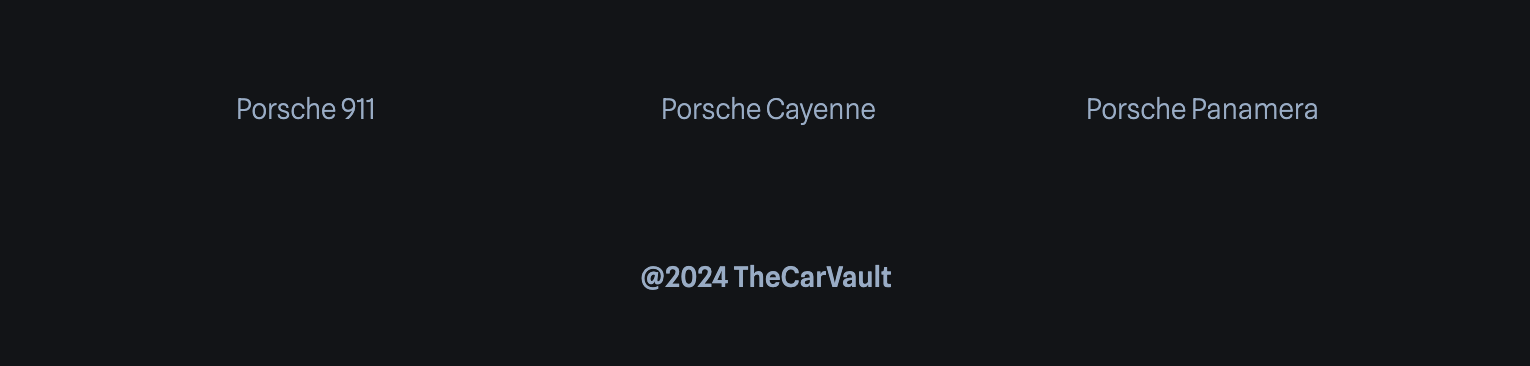 Porsche 911 Porsche Cayenne Porsche Panamera
@2024 TheCarVault